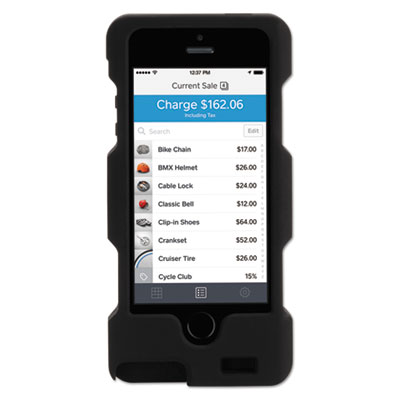 12:37 PM
Current Sale 4
Charge $162.06
Including Tax
Search Edit
Bike Chain $17.00
BMX Helmet $26.00
Cable Lock $24.00
Classic Bell $12.00
Clip-in Shoes $64.00
Crankset $52.00
Cruiser Tire $26.00
Cycle Club 15%